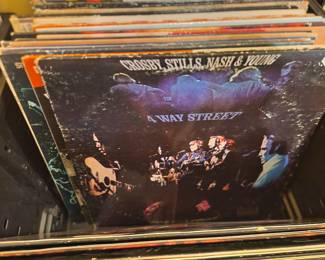 CROSBY, STILLS, NASH & YOUNG
4 WAY STREET